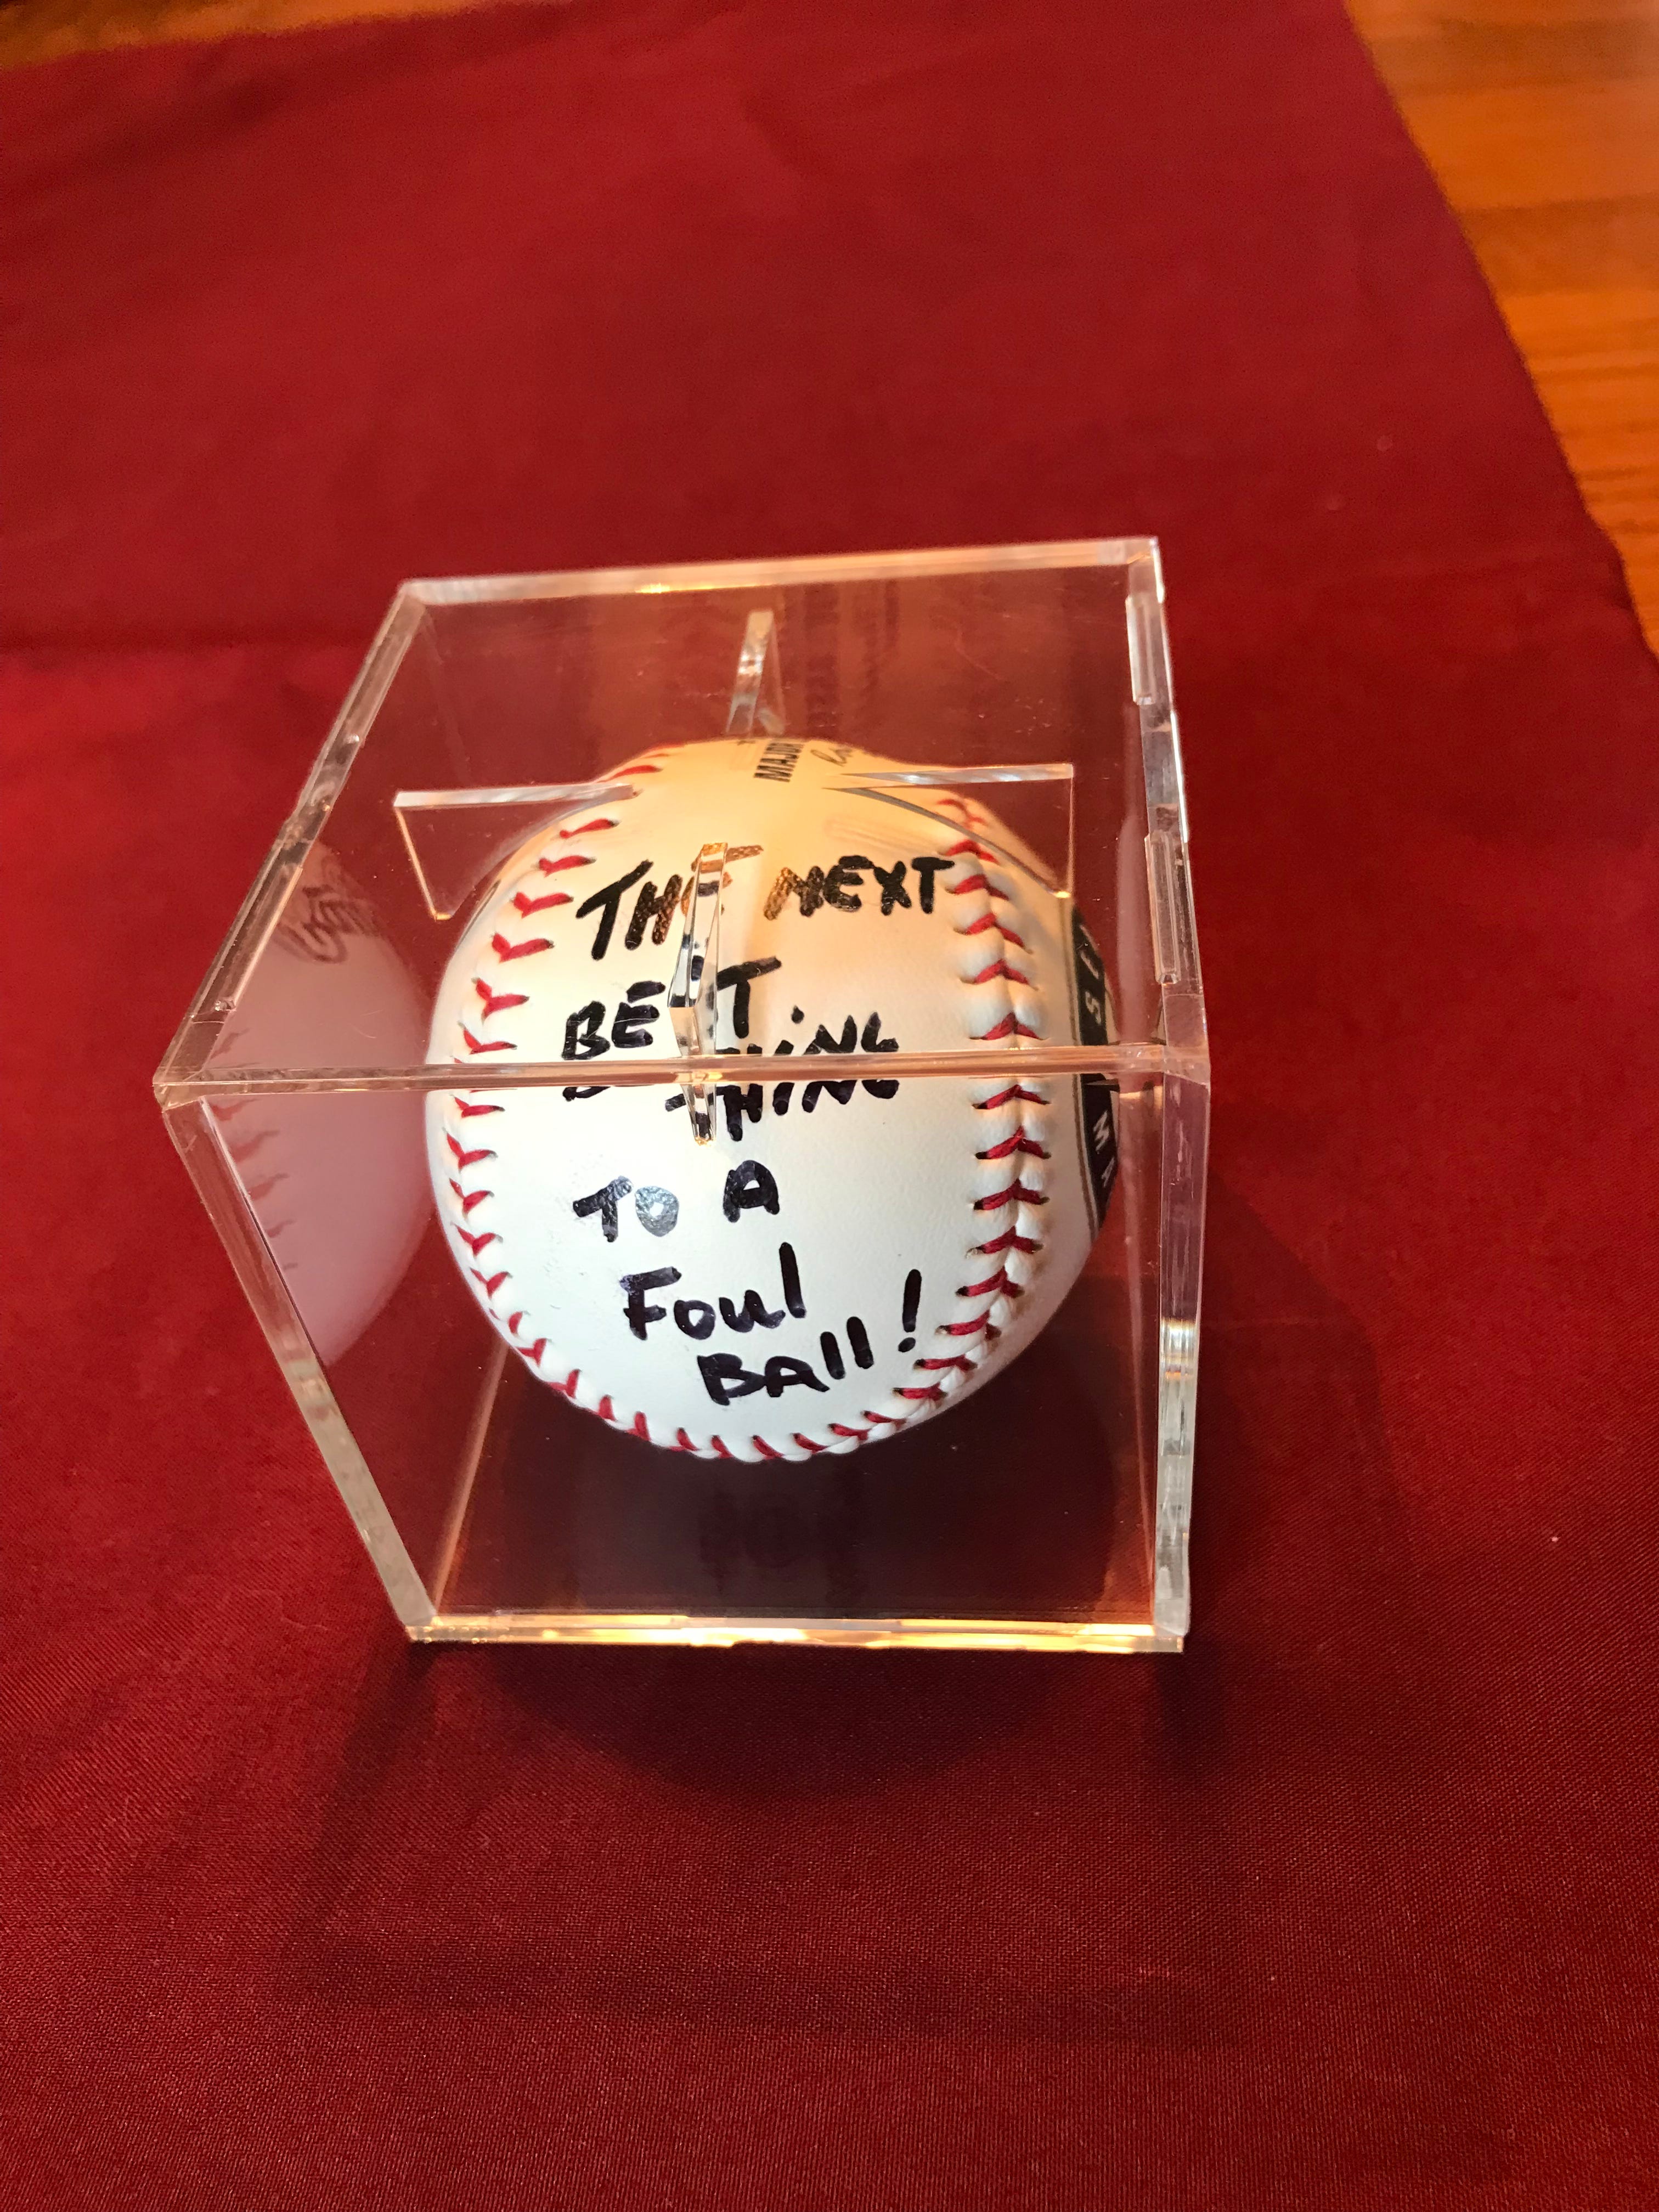 THE NEXT
BEST
THING
TO A
Foul
BAll!